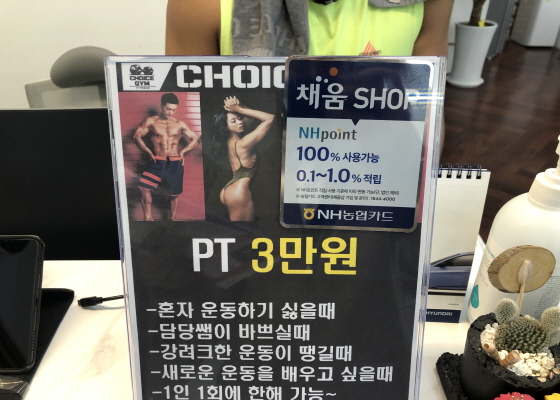 CHOICE GYM
CHOIC
채움 SHOP
NHpoint
100% 사용가능
0.1~1.0% 적립
NH농협카드
PT 3만원
-혼자 운동하기 싫을때
-담당쌤이 바쁘실때
-강려크한 운동이 땡길때
-새로운 운동을 배우고 싶을때
-1인 1회에 한해 가능~
HYUNDAI